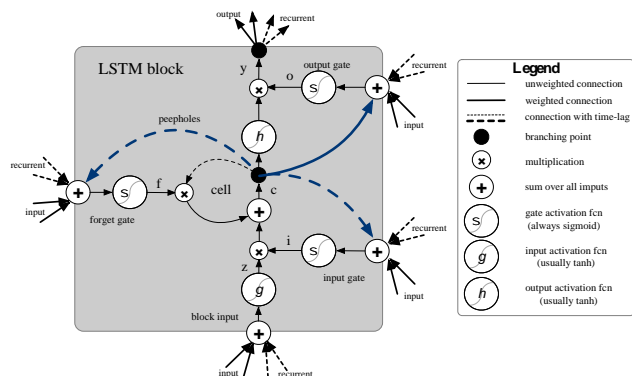 output
recurrent
LSTM block
y
o
output gate
S
recurrent
input
h
peepholes
recurrent
input
forget gate
S
f
cell
c
i
S
input gate
recurrent
input
z
g
block input
input
recurrent
Legend
unweighted connection
weighted connection
connection with time-lag
branching point
multiplication
sum over all imputs
S
gate activation fcn
(always sigmoid)
g
input activation fcn
(usually tanh)
h
output activation fcn
(usually tanh)